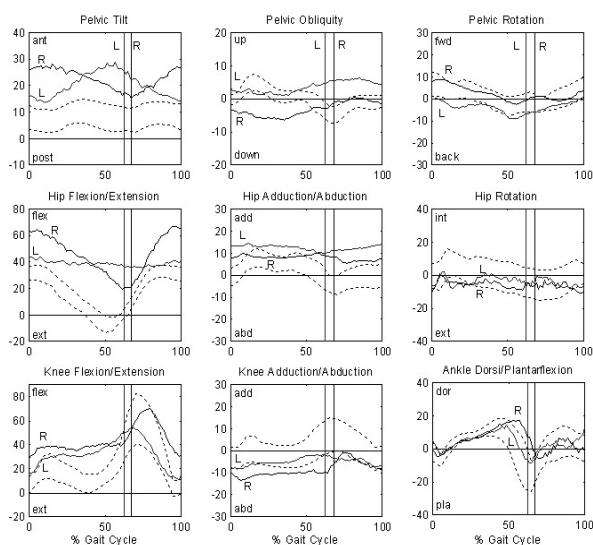 Pelvic Tilt
40
30
20
10
0
-10
0
50
100
ant
post
R
L
L
R
Pelvic Obliquity
20
10
0
-10
-20
0
50
100
up
down
L
R
L
R
Pelvic Rotation
30
20
10
0
-10
-20
-30
0
50
100
fwd
back
R
L
L
R
Hip Flexion/Extension
80
60
40
20
0
-20
0
50
100
flex
ext
R
L
Hip Adduction/Abduction
30
20
10
0
-10
-20
-30
0
50
100
add
abd
L
R
Hip Rotation
40
20
0
-20
-40
0
50
100
int
ext
L
R
Knee Flexion/Extension
80
60
40
20
0
-20
0
50
100
flex
ext
R
L
% Gait Cycle
Knee Adduction/Abduction
30
20
10
0
-10
-20
-30
0
50
100
add
abd
L
R
% Gait Cycle
Ankle Dorsi/Plantarflexion
40
20
0
-20
-40
0
50
100
dor
pla
R
L
% Gait Cycle